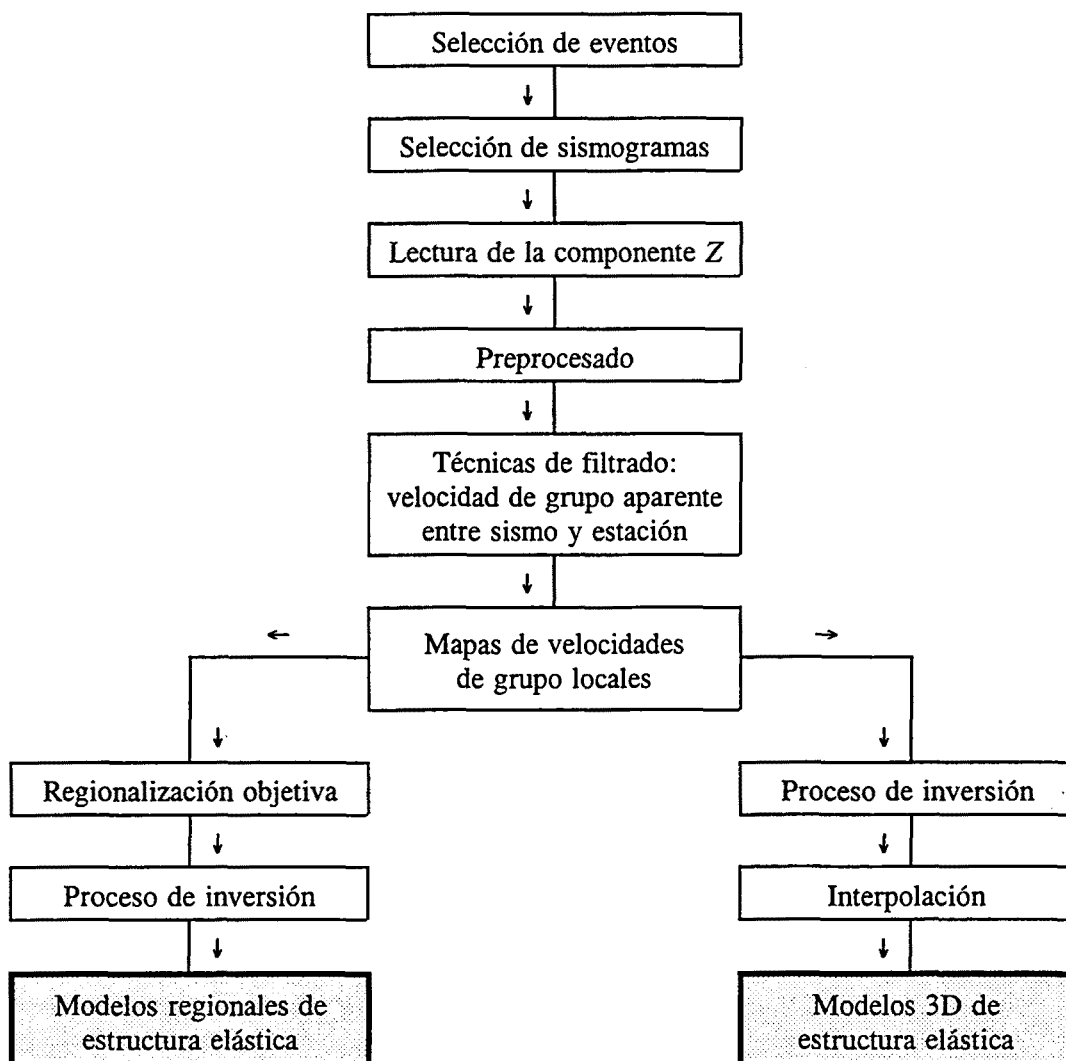 Selección de eventos
Selección de sismogramas
Lectura de la componente Z
Preprocesado
Técnicas de filtrado:
velocidad de grupo aparente
entre sismo y estación
Mapas de velocidades
de grupo locales
Regionalización objetiva
Proceso de inversión
Modelos regionales de
estructura elástica
Proceso de inversión
Interpolación
Modelos 3D de
estructura elástica